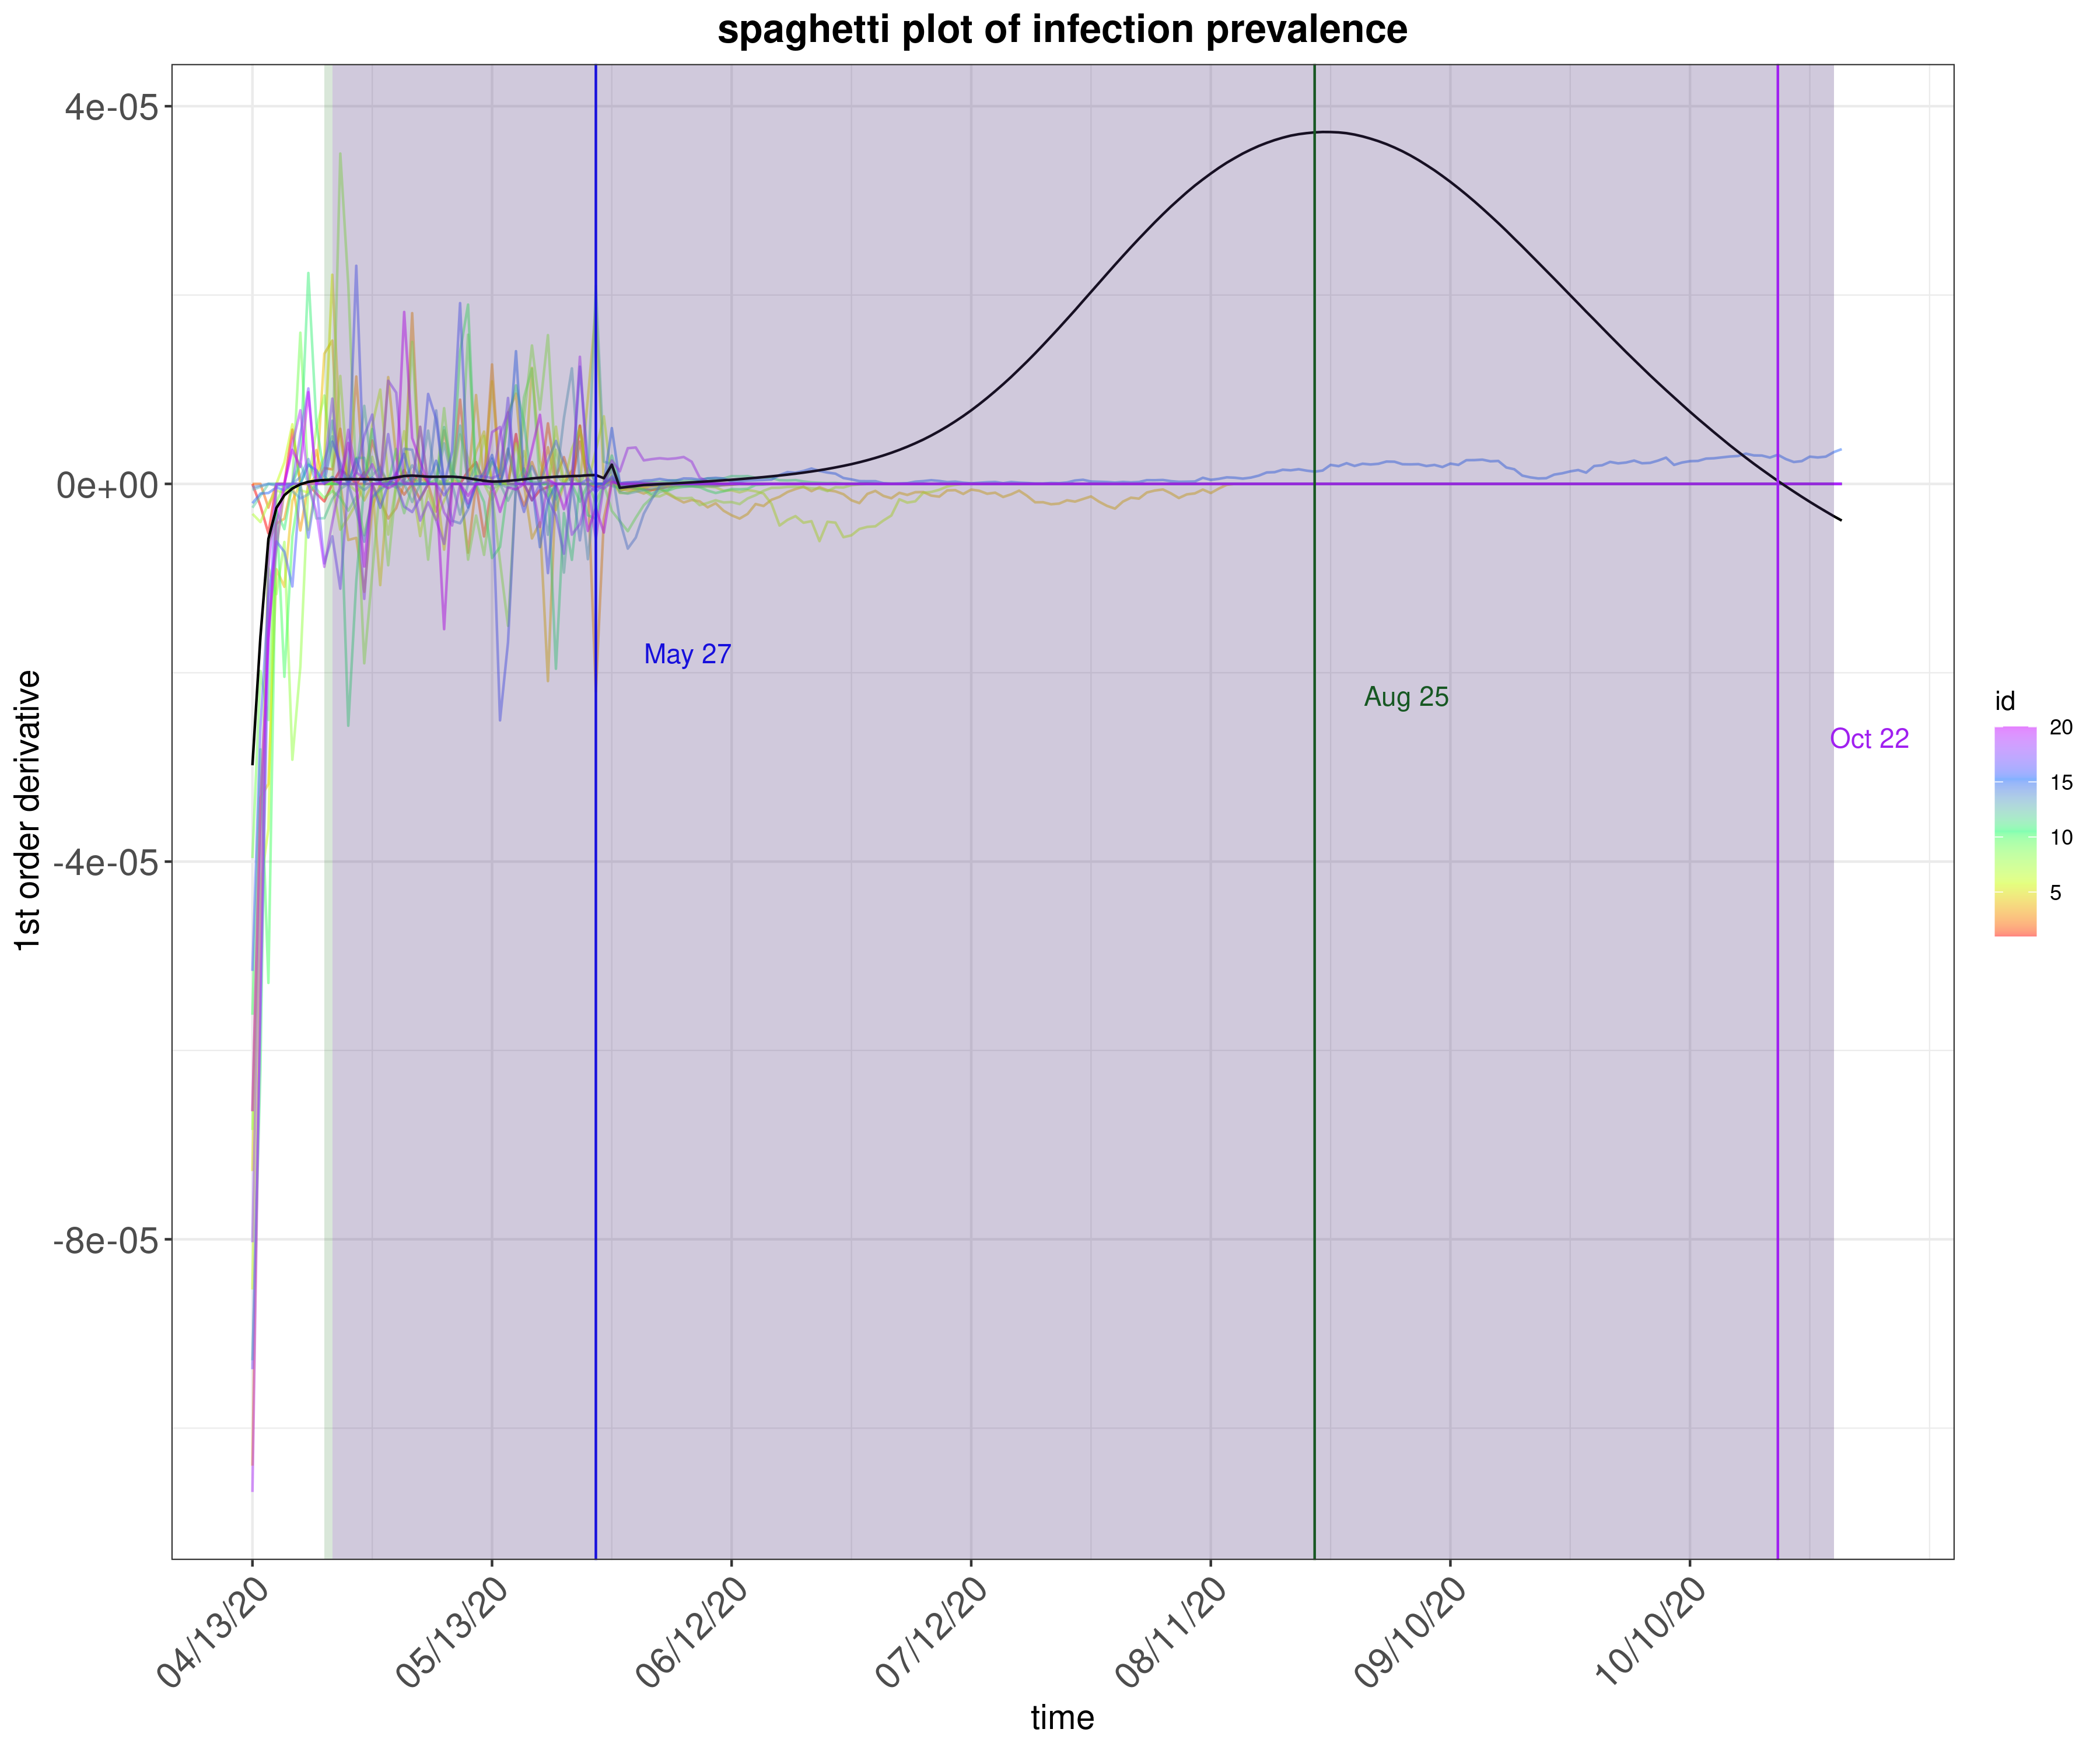 spaghetti plot of infection prevalence
4e-05
0e+00
-4e-05
-8e-05
1st order derivative
May 27
Aug 25
Oct 22
id
20
15
10
5
04/13/20
05/13/20
06/12/20
07/12/20
08/11/20
09/10/20
10/10/20
time